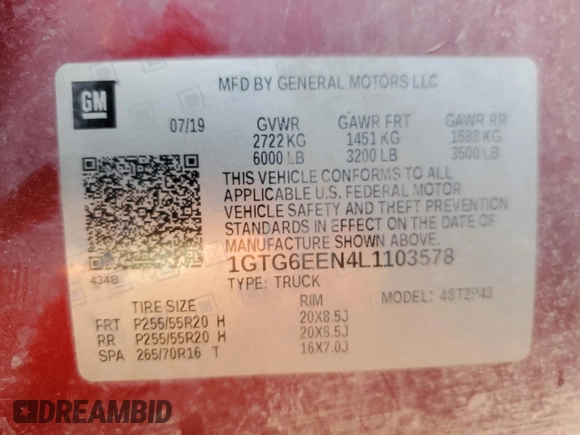 GM
MFD BY GENERAL MOTORS LLC
07/19 GVWR GAWR FRT GAWR RR
2722 KG 1451 KG 1588 KG
6000 LB 3200 LB 3500 LB
THIS VEHICLE CONFORMS TO ALL
APPLICABLE U.S. FEDERAL MOTOR
VEHICLE SAFETY AND THEFT PREVENTION
STANDARDS IN EFFECT ON THE DATE OF
MANUFACTURE SHOWN ABOVE.
434B 1GTG6EEN4L1103578
TYPE: TRUCK MODEL: 4ST2P43
TIRE SIZE RIM
FRT P255/55R20 H 20X8.5J
RR P255/55R20 H 20X8.5J
SPA 265/70R16 T 16X7.0J
DREAMBID